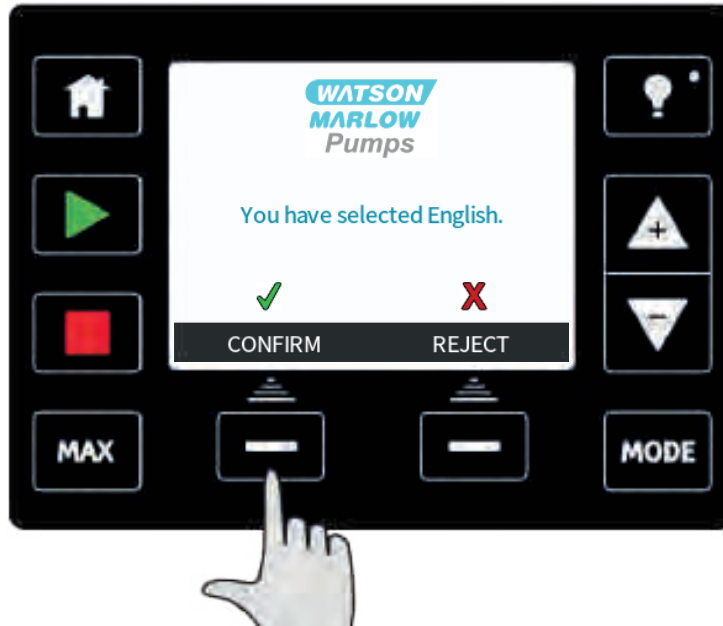 WATSON
MARLOW
Pumps
You have selected English.
CONFIRM REJECT
MAX
MODE